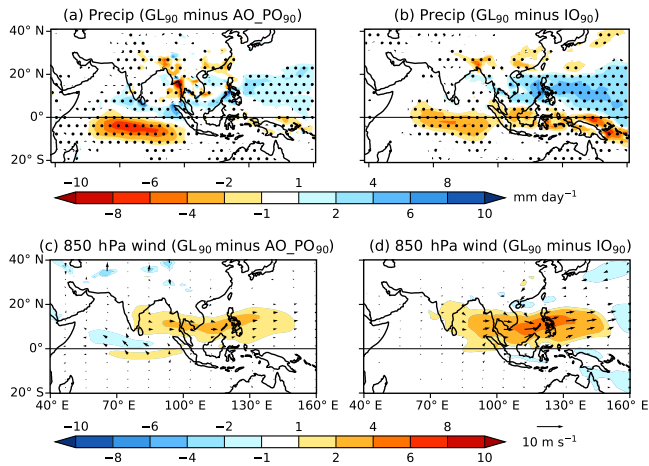 (a) Precip (GL90 minus AO_PO90)
(b) Precip (GL90 minus IO90)
40° N
20°
0°
20° S
−10 −6 −2 1 4 8
mm day−1
−8 −4 −1 2 6 10
(c) 850 hPa wind (GL90 minus AO_PO90)
(d) 850 hPa wind (GL90 minus IO90)
40° N
20°
0°
20° S
40° E 70° 100° E 130° E 160° E
40° E 70° E 100° E 130° E 160° E
−10 −6 −2 1 4 8
−8 −4 −1 2 6 10
10 m s−1